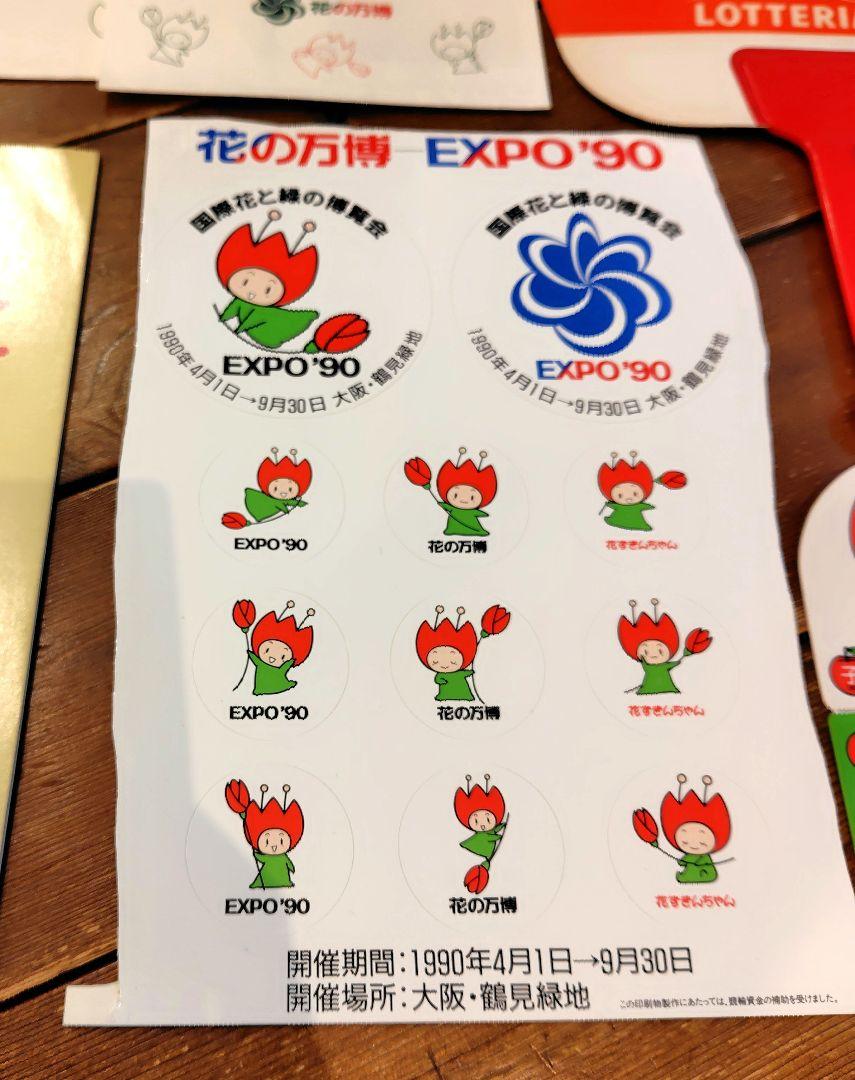 花の万博
LOTTERIA
花の万博 EXPO'90
国際花と緑の博覧会
EXPO'90
1990年4月1日→9月30日 大阪・鶴見緑地
国際花と緑の博覧会
EXPO'90
1990年4月1日→9月30日 大阪・鶴見緑地
EXPO'90
花の万博
花ずきんちゃん
EXPO'90
花の万博
花ずきんちゃん
EXPO'90
花の万博
花ずきんちゃん
開催期間:1990年4月1日→9月30日
開催場所:大阪・鶴見緑地
この印刷物製作にあたっては、競輪資金の補助を受けました。